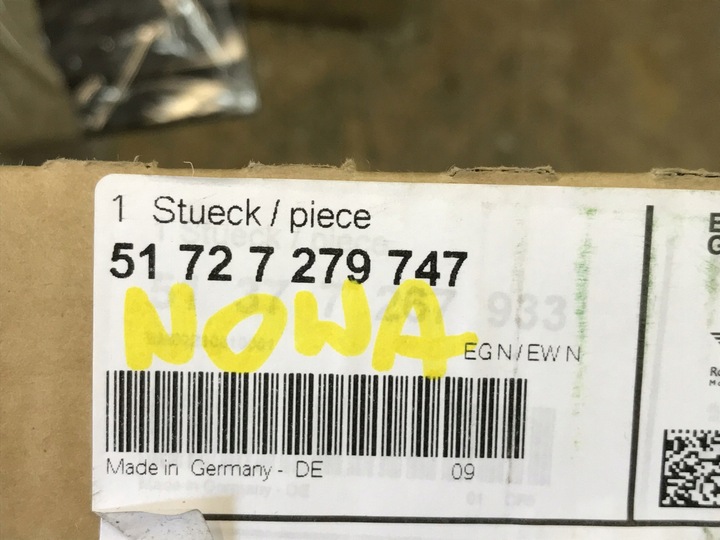 1 Stueck / piece
51 72 7 279 747
NOWA
EGN/EWN
Made in Germany - DE 09